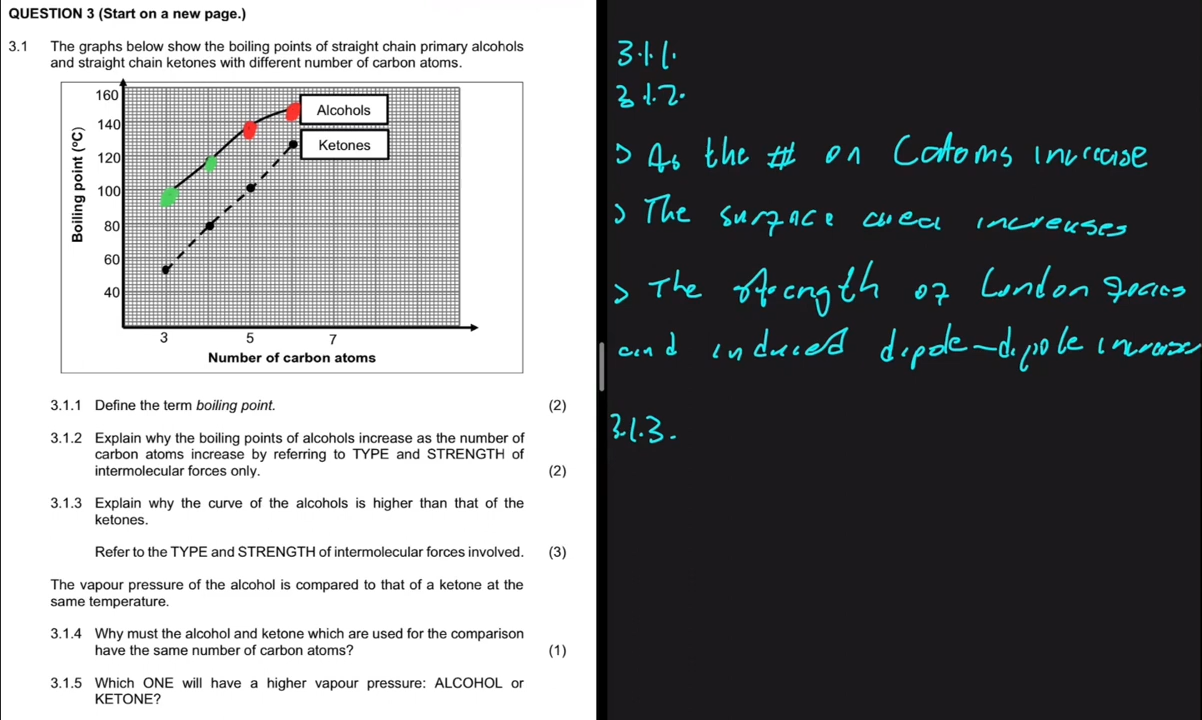 QUESTION 3 (Start on a new page.)
3.1 The graphs below show the boiling points of straight chain primary alcohols
and straight chain ketones with different number of carbon atoms.
160
140
120
100
80
60
40
Boiling point (ºC)
Alcohols
Ketones
3 5 7
Number of carbon atoms
3.1.1 Define the term boiling point. (2)
3.1.2 Explain why the boiling points of alcohols increase as the number of
carbon atoms increase by referring to TYPE and STRENGTH of
intermolecular forces only. (2)
3.1.3 Explain why the curve of the alcohols is higher than that of the
ketones.
Refer to the TYPE and STRENGTH of intermolecular forces involved. (3)
The vapour pressure of the alcohol is compared to that of a ketone at the
same temperature.
3.1.4 Why must the alcohol and ketone which are used for the comparison
have the same number of carbon atoms? (1)
3.1.5 Which ONE will have a higher vapour pressure: ALCOHOL or
KETONE?
3.1.1.
3.1.2.
> As the # on C atoms increase
> The surface area increases
> The strength of London forces
and induced dipole-dipole increases
3.1.3.